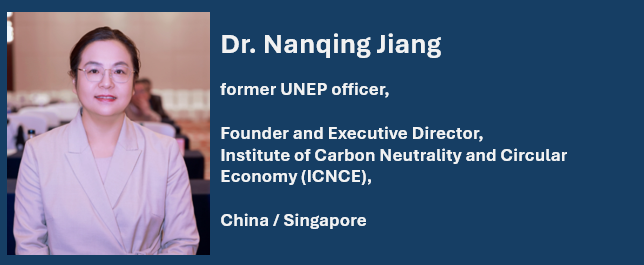 Dr. Nanqing Jiang
former UNEP officer,
Founder and Executive Director,
Institute of Carbon Neutrality and Circular
Economy (ICNCE),
China / Singapore